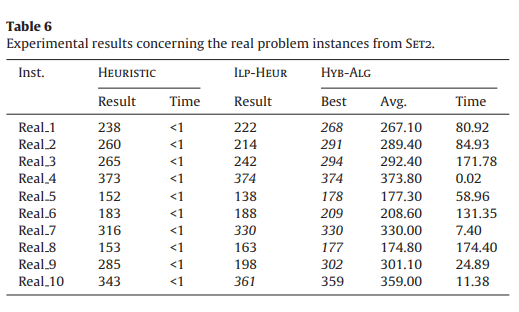 Table 6
Experimental results concerning the real problem instances from SET2.
Inst. HEURISTIC ILP-HEUR HYB-ALG
Result Time Result Best Avg. Time
Real_1 238 <1 222 268 267.10 80.92
Real_2 260 <1 214 291 289.40 84.93
Real_3 265 <1 242 294 292.40 171.78
Real_4 373 <1 374 374 373.80 0.02
Real_5 152 <1 138 178 177.30 58.96
Real_6 183 <1 188 209 208.60 131.35
Real_7 316 <1 330 330 330.00 7.40
Real_8 153 <1 163 177 174.80 174.40
Real_9 285 <1 198 302 301.10 24.89
Real_10 343 <1 361 359 359.00 11.38